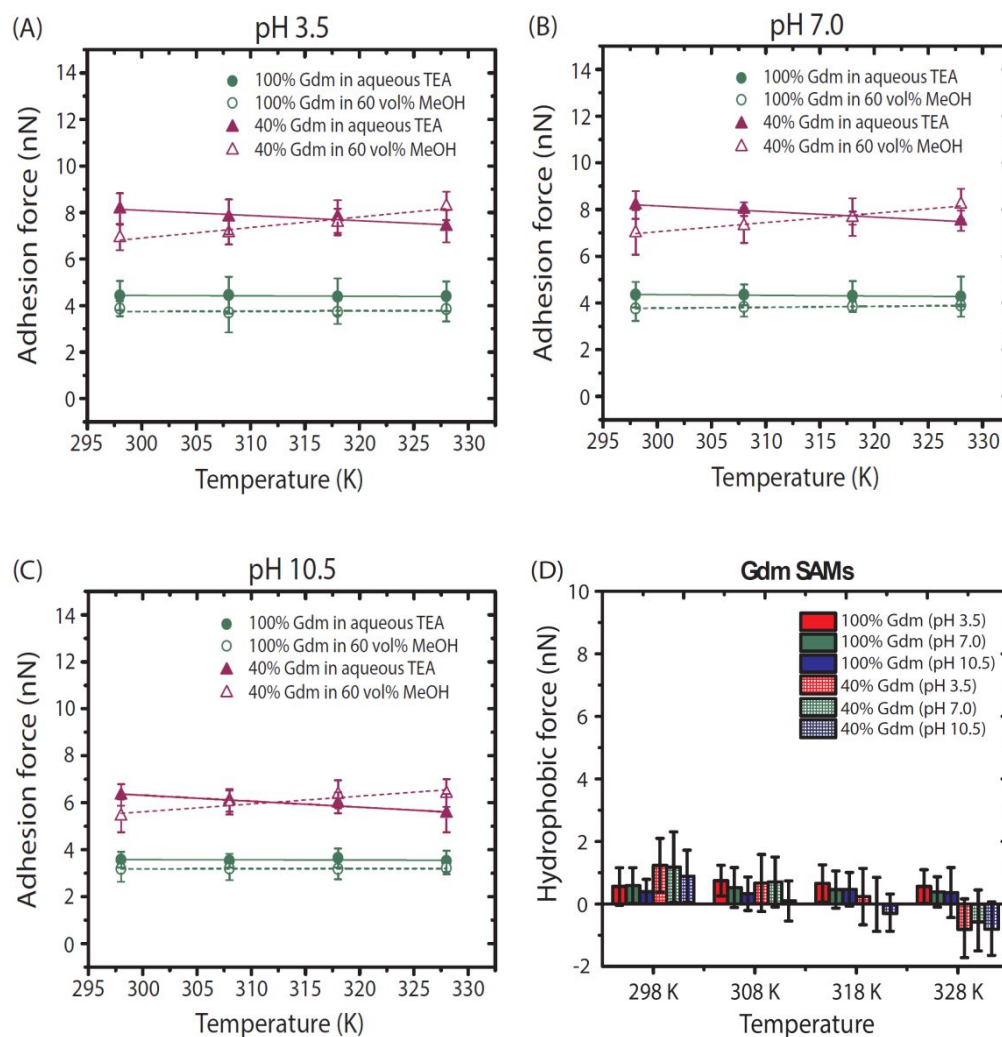 (A)
pH 3.5
Adhesion force (nN)
14
12
10
8
6
4
2
0
100% Gdm in aqueous TEA
100% Gdm in 60 vol% MeOH
40% Gdm in aqueous TEA
40% Gdm in 60 vol% MeOH
295 300 305 310 315 320 325 330
Temperature (K)
(B)
pH 7.0
Adhesion force (nN)
14
12
10
8
6
4
2
0
100% Gdm in aqueous TEA
100% Gdm in 60 vol% MeOH
40% Gdm in aqueous TEA
40% Gdm in 60 vol% MeOH
295 300 305 310 315 320 325 330
Temperature (K)
(C)
pH 10.5
Adhesion force (nN)
14
12
10
8
6
4
2
0
100% Gdm in aqueous TEA
100% Gdm in 60 vol% MeOH
40% Gdm in aqueous TEA
40% Gdm in 60 vol% MeOH
295 300 305 310 315 320 325 330
Temperature (K)
(D)
Gdm SAMs
Hydrophobic force (nN)
10
8
6
4
2
0
-2
100% Gdm (pH 3.5)
100% Gdm (pH 7.0)
100% Gdm (pH 10.5)
40% Gdm (pH 3.5)
40% Gdm (pH 7.0)
40% Gdm (pH 10.5)
298 K 308 K 318 K 328 K
Temperature